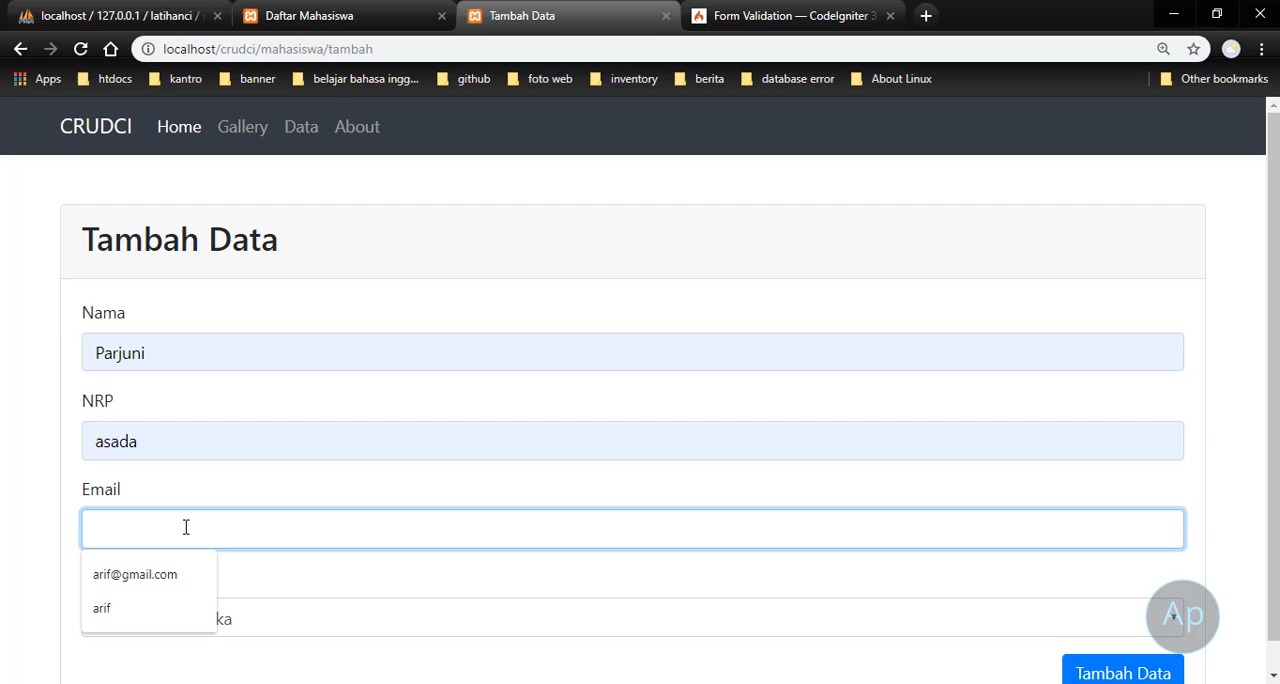 localhost / 127.0.0.1 / latihanci /
Daftar Mahasiswa
Tambah Data
Form Validation — CodeIgniter 3
localhost/crudci/mahasiswa/tambah
Apps htdocs kantro banner belajar bahasa ingg... github foto web inventory berita database error About Linux Other bookmarks
CRUDCI Home Gallery Data About
Tambah Data
Nama
Parjuni
NRP
asada
Email
arif@gmail.com
arif
ka
Ap
Tambah Data